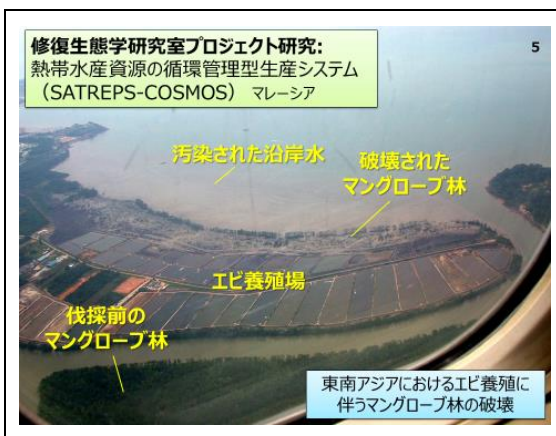 修復生態学研究室プロジェクト研究:
5
熱帯水産資源の循環管理型生産システム
(SATREPS-COSMOS) マレーシア
汚染された沿岸水
破壊された
マングローブ林
エビ養殖場
伐採前の
マングローブ林
東南アジアにおけるエビ養殖に
伴うマングローブ林の破壊